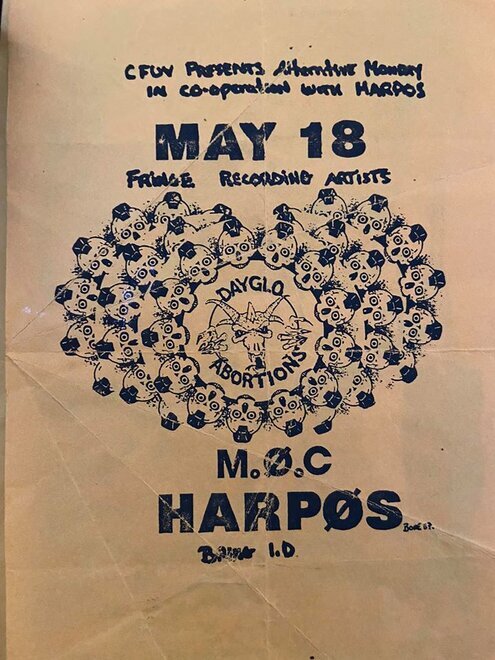 CFUV PRESENTS Alternative Monday
IN CO-OPERATION WITH HARPOS
MAY 18
FRINGE RECORDING ARTISTS
DAYGLO
ABORTIONS
M.Ø.C
HARPØS
BRING I.D.